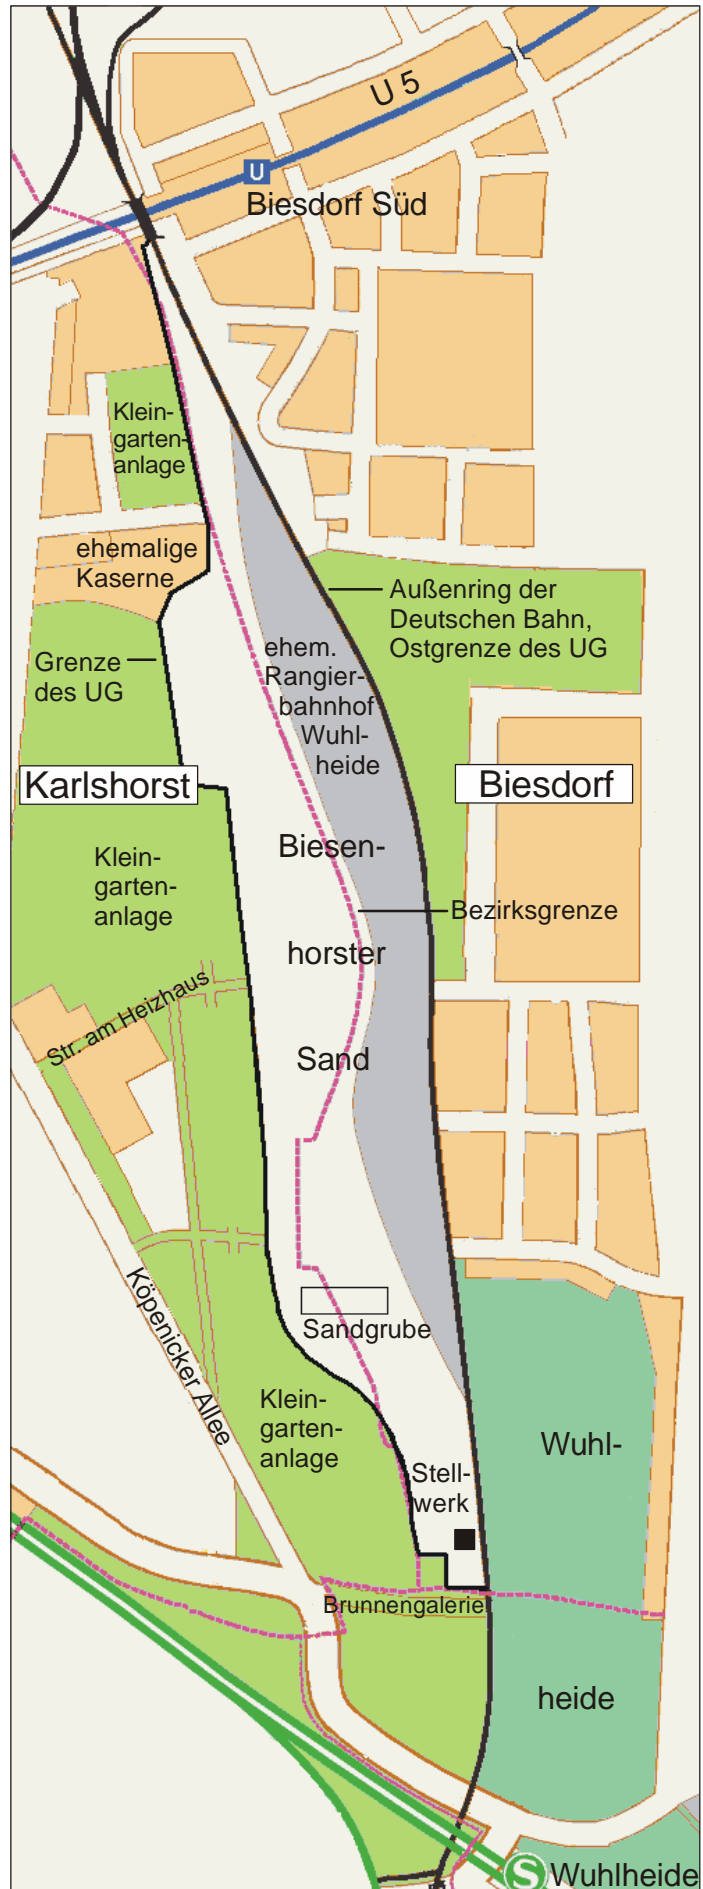 U 5
U
Biesdorf Süd
Klein-
garten-
anlage
ehemalige
Kaserne
Außenring der
Deutschen Bahn,
Ostgrenze des UG
Grenze
des UG
ehem.
Rangier-
bahnhof
Wuhl-
heide
Karlshorst
Biesdorf
Biesen-
horster
Sand
Klein-
garten-
anlage
Bezirksgrenze
Str. am Heizhaus
Köpenicker Allee
Sandgrube
Klein-
garten-
anlage
Stell-
werk
Wuhl-
heide
Brunnengalerie
S
Wuhlheide